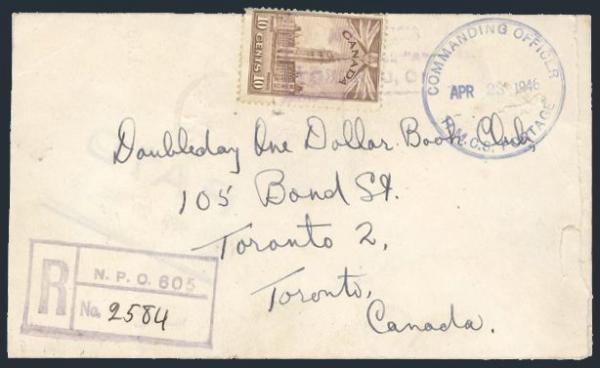 CANADA
10 CENTS 10
COMMANDING OFFICER
APR 23 1946
H.M.C.S.
Doubleday One Dollar Book Club,
105 Bond St.
Toranto 2,
Toronto,
Canada.
R
N. P. O. 605
No. 2584